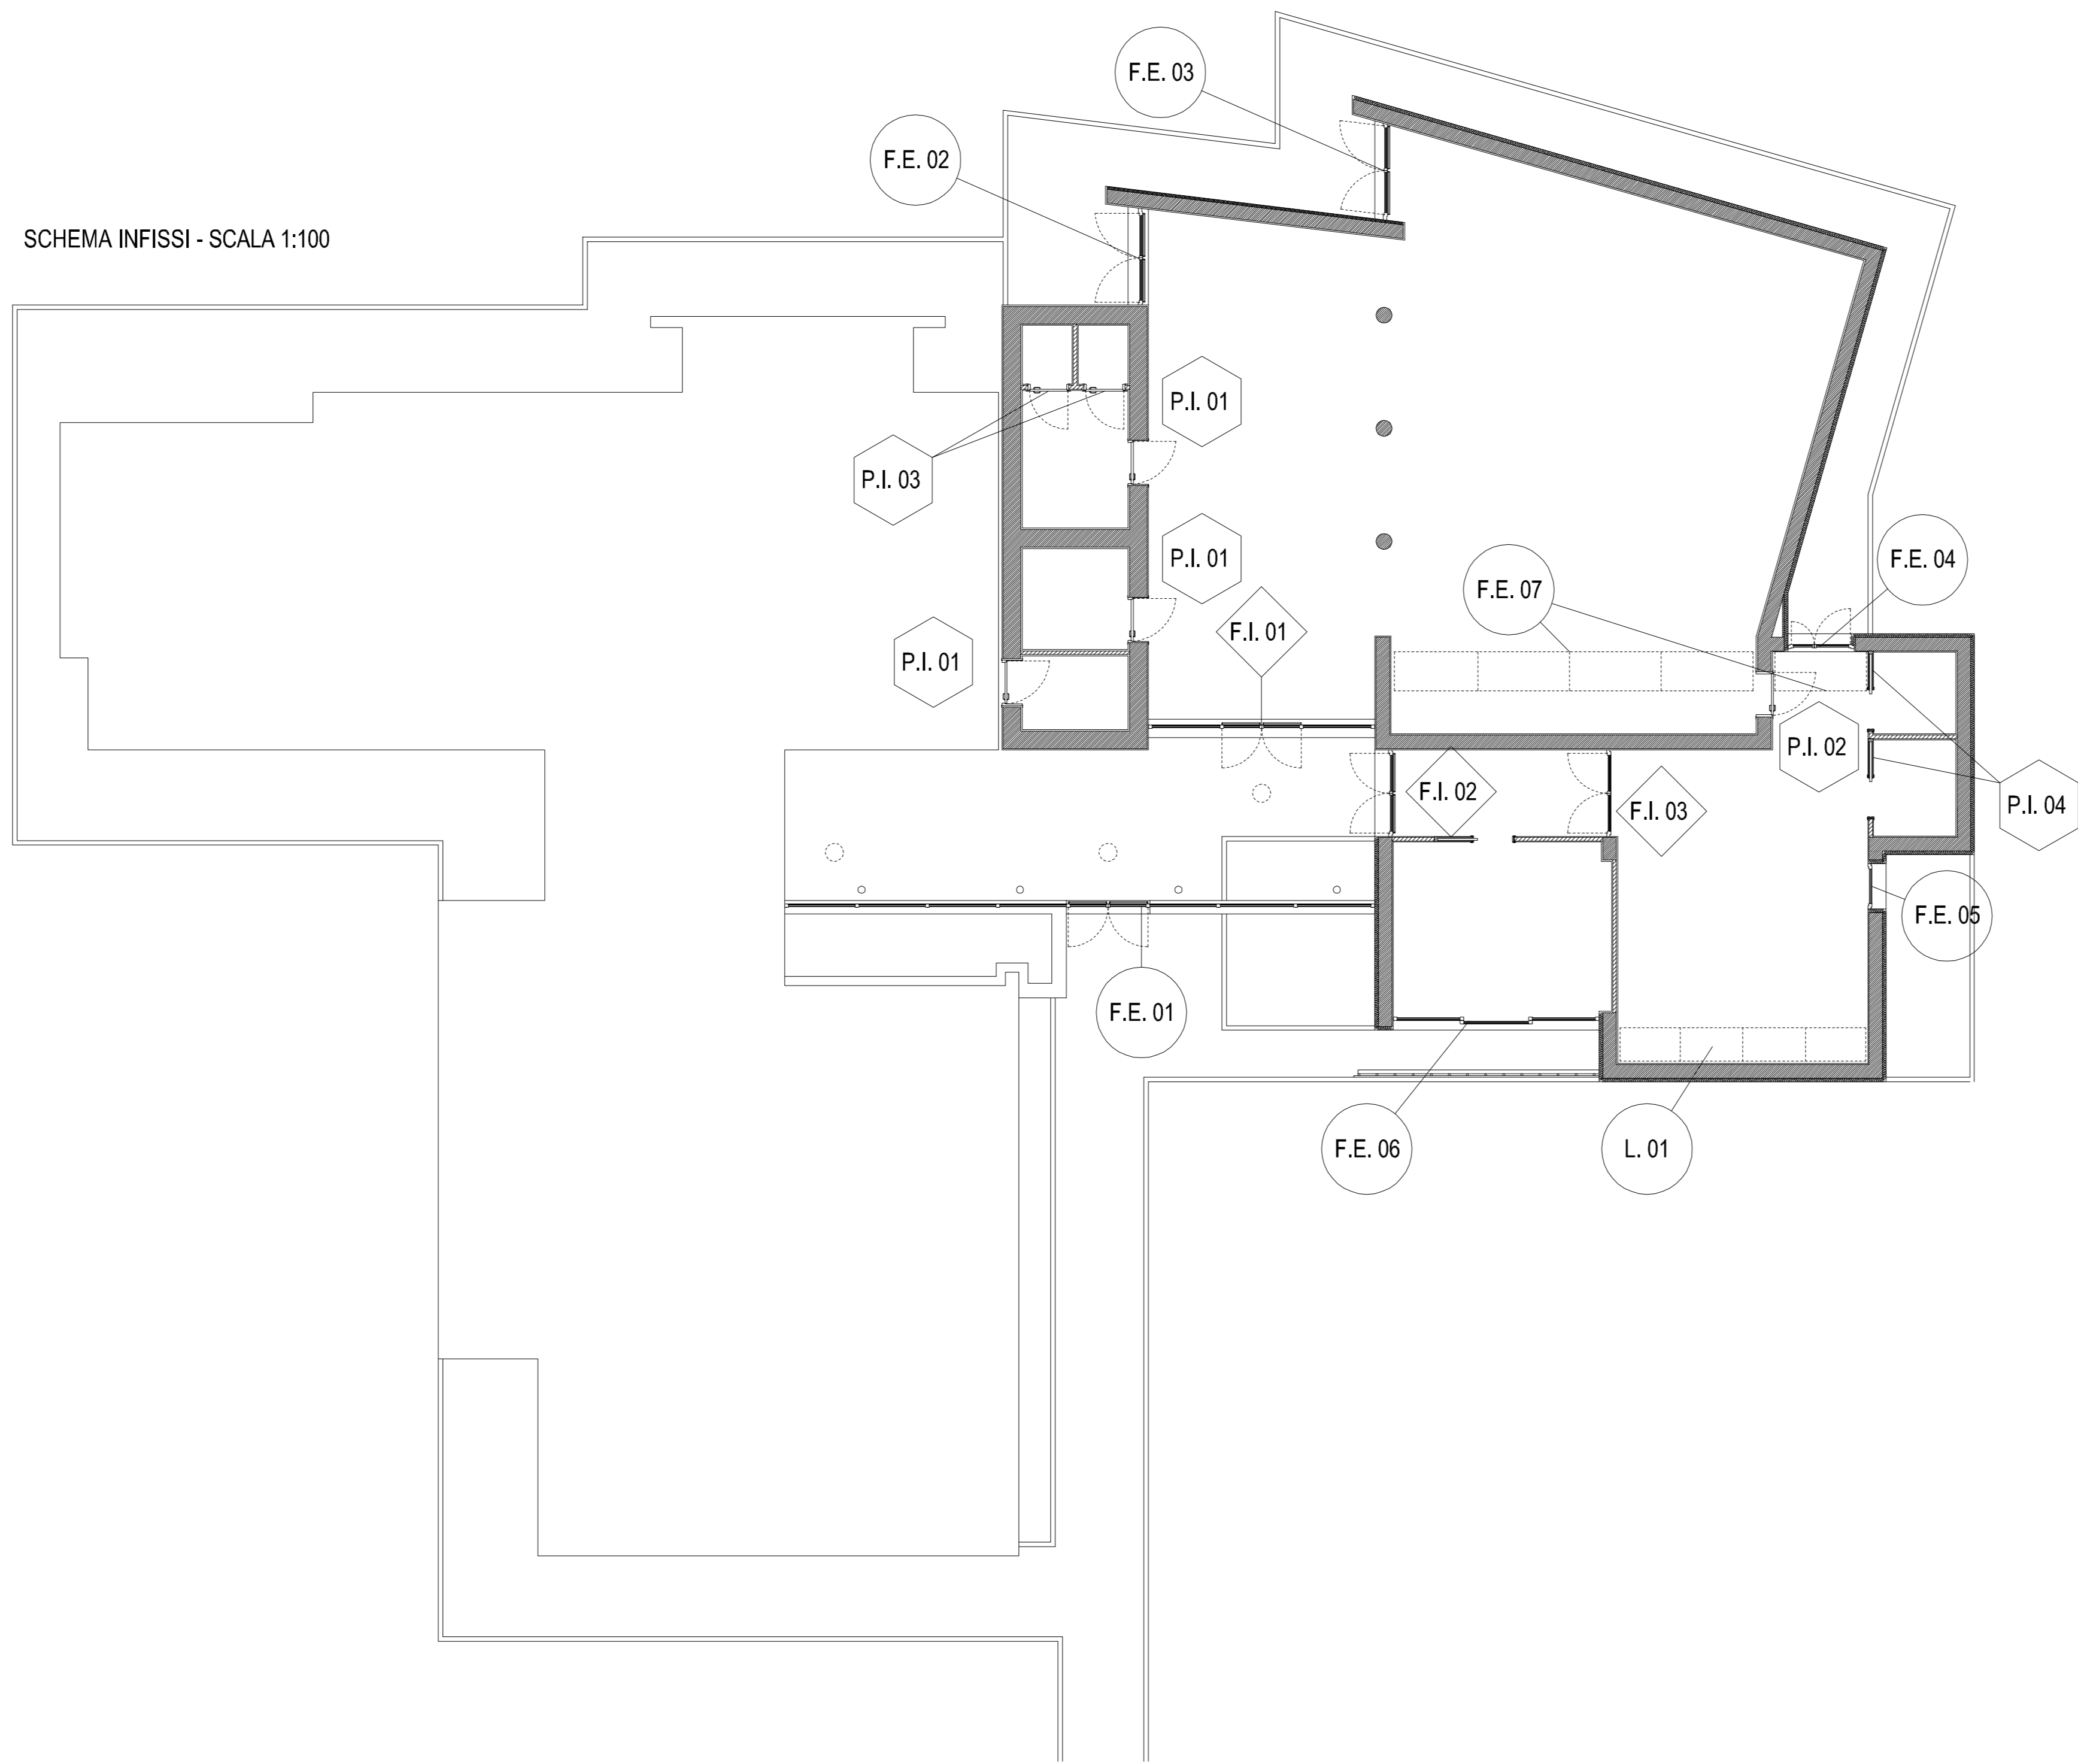 F.E. 03
F.E. 02
SCHEMA INFISSI - SCALA 1:100
P.I. 01
P.I. 03
P.I. 01
F.E. 04
F.E. 07
F.I. 01
P.I. 01
P.I. 02
F.I. 02
F.I. 03
P.I. 04
F.E. 05
F.E. 01
F.E. 06
L. 01